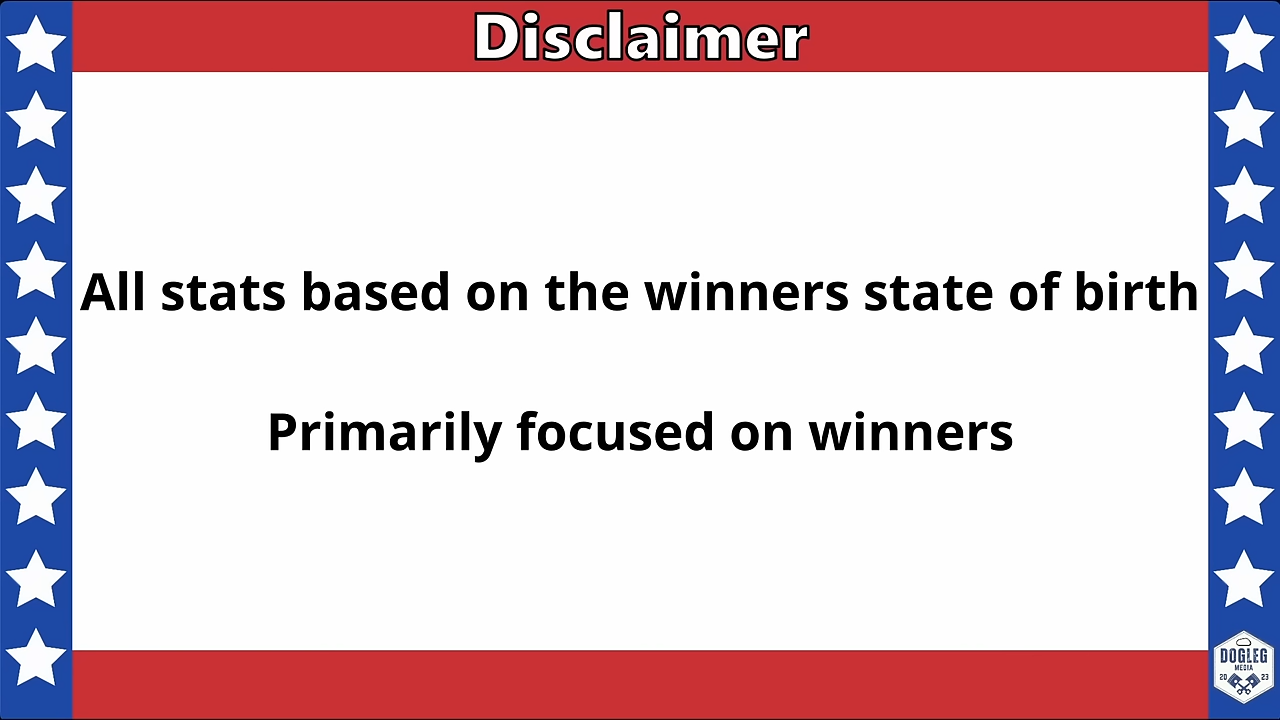 Disclaimer
All stats based on the winners state of birth
Primarily focused on winners
DOGLEG
MEDIA
20 23